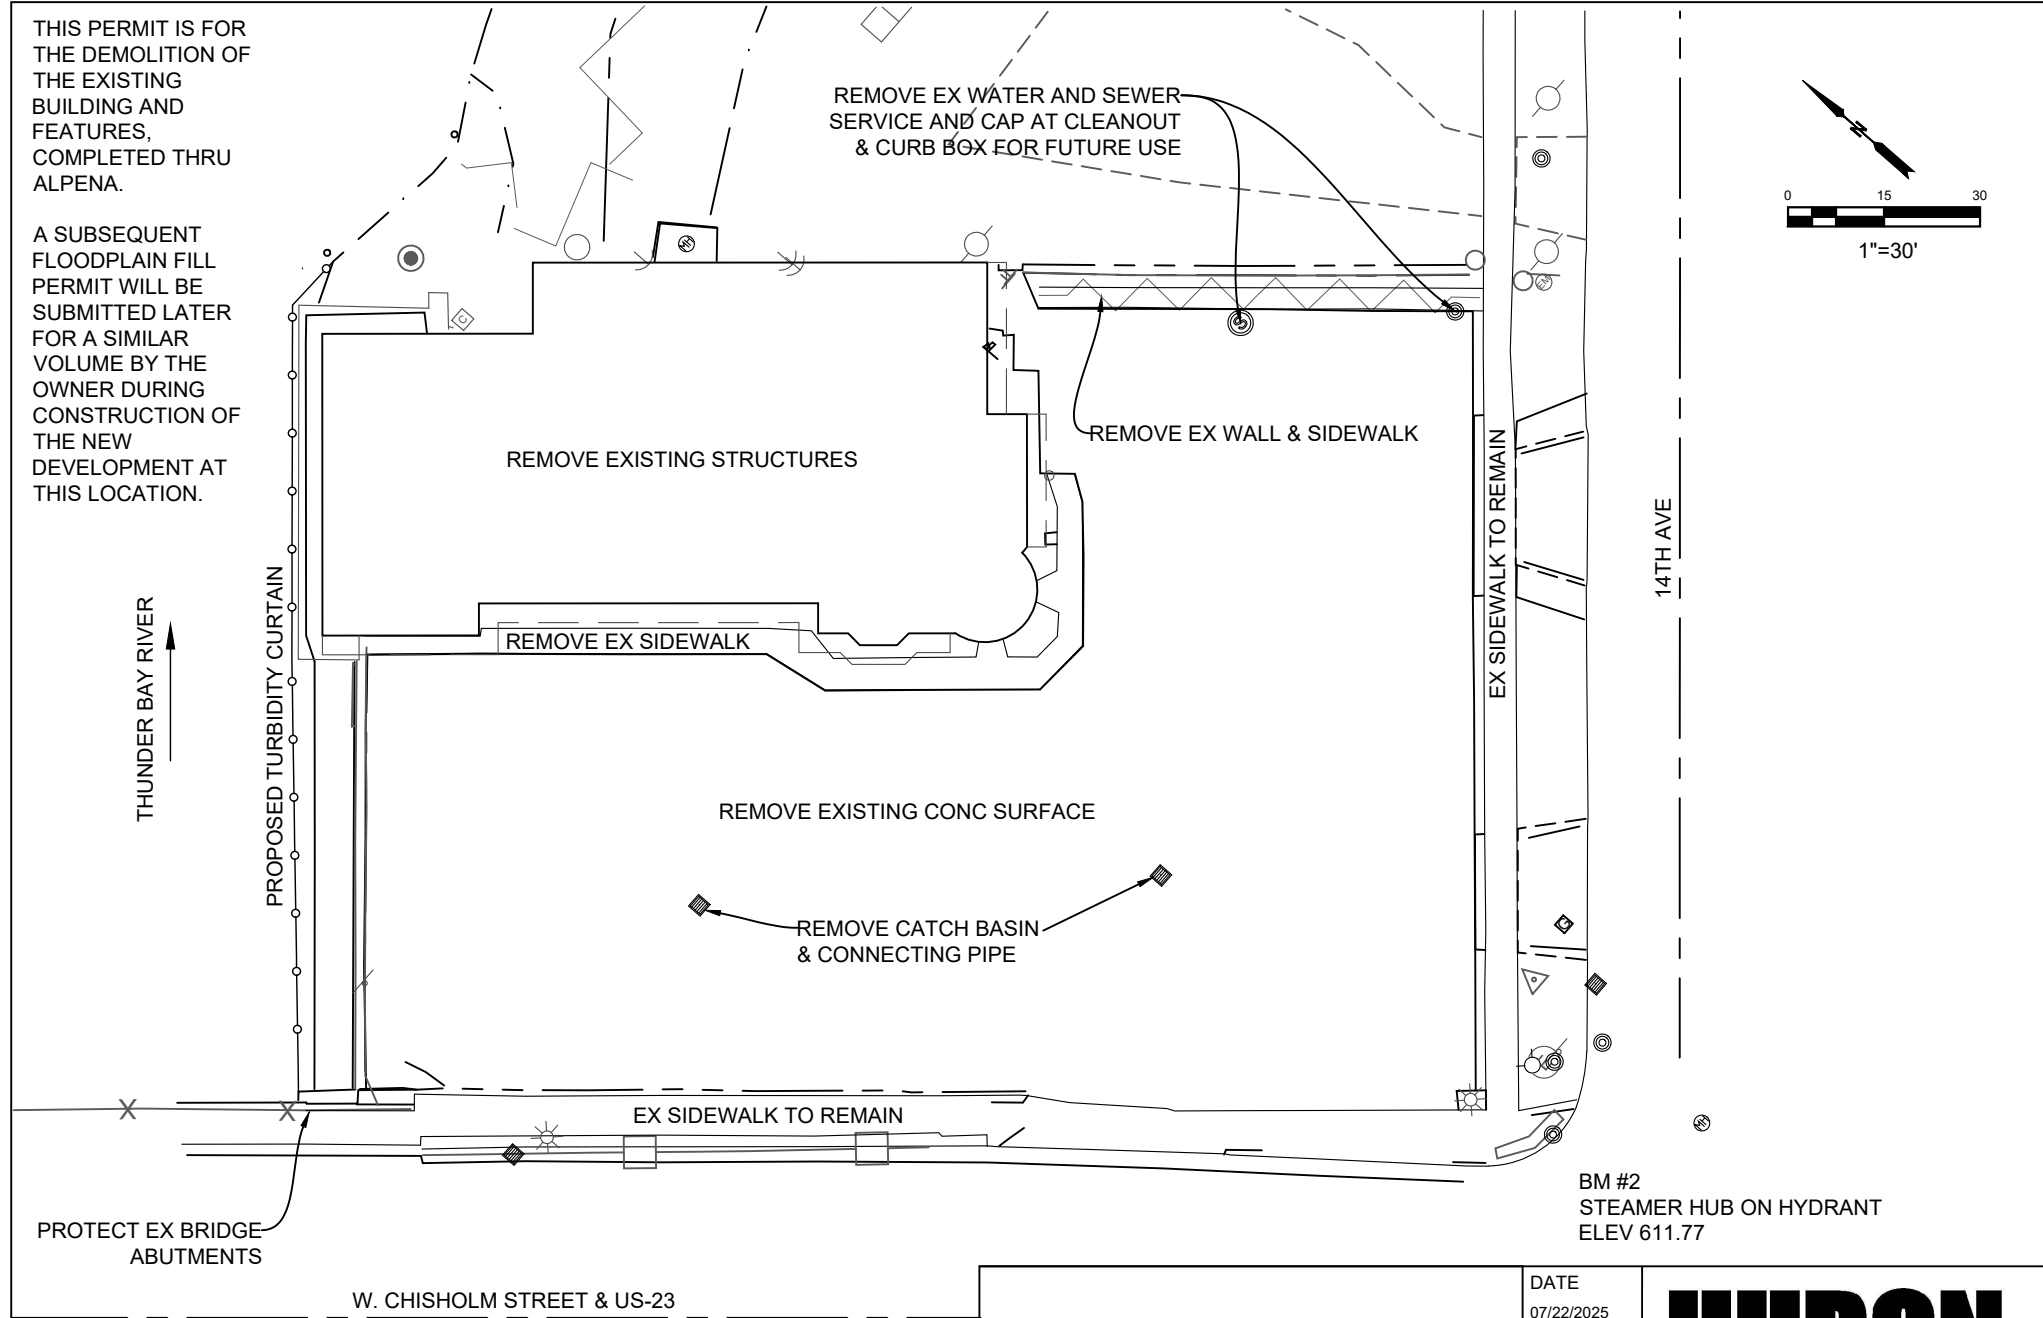 THIS PERMIT IS FOR
THE DEMOLITION OF
THE EXISTING
BUILDING AND
FEATURES,
COMPLETED THRU
ALPENA.
A SUBSEQUENT
FLOODPLAIN FILL
PERMIT WILL BE
SUBMITTED LATER
FOR A SIMILAR
VOLUME BY THE
OWNER DURING
CONSTRUCTION OF
THE NEW
DEVELOPMENT AT
THIS LOCATION.
REMOVE EX WATER AND SEWER
SERVICE AND CAP AT CLEANOUT
& CURB BOX FOR FUTURE USE
N
0 15 30
1"=30'
MH
EM
C
S
REMOVE EX WALL & SIDEWALK
REMOVE EXISTING STRUCTURES
EX SIDEWALK TO REMAIN
14TH AVE
THUNDER BAY RIVER
PROPOSED TURBIDITY CURTAIN
REMOVE EX SIDEWALK
REMOVE EXISTING CONC SURFACE
REMOVE CATCH BASIN
& CONNECTING PIPE
G
X X
EX SIDEWALK TO REMAIN
MH
PROTECT EX BRIDGE
ABUTMENTS
BM #2
STEAMER HUB ON HYDRANT
ELEV 611.77
W. CHISHOLM STREET & US-23
DATE
07/22/2025
HURON